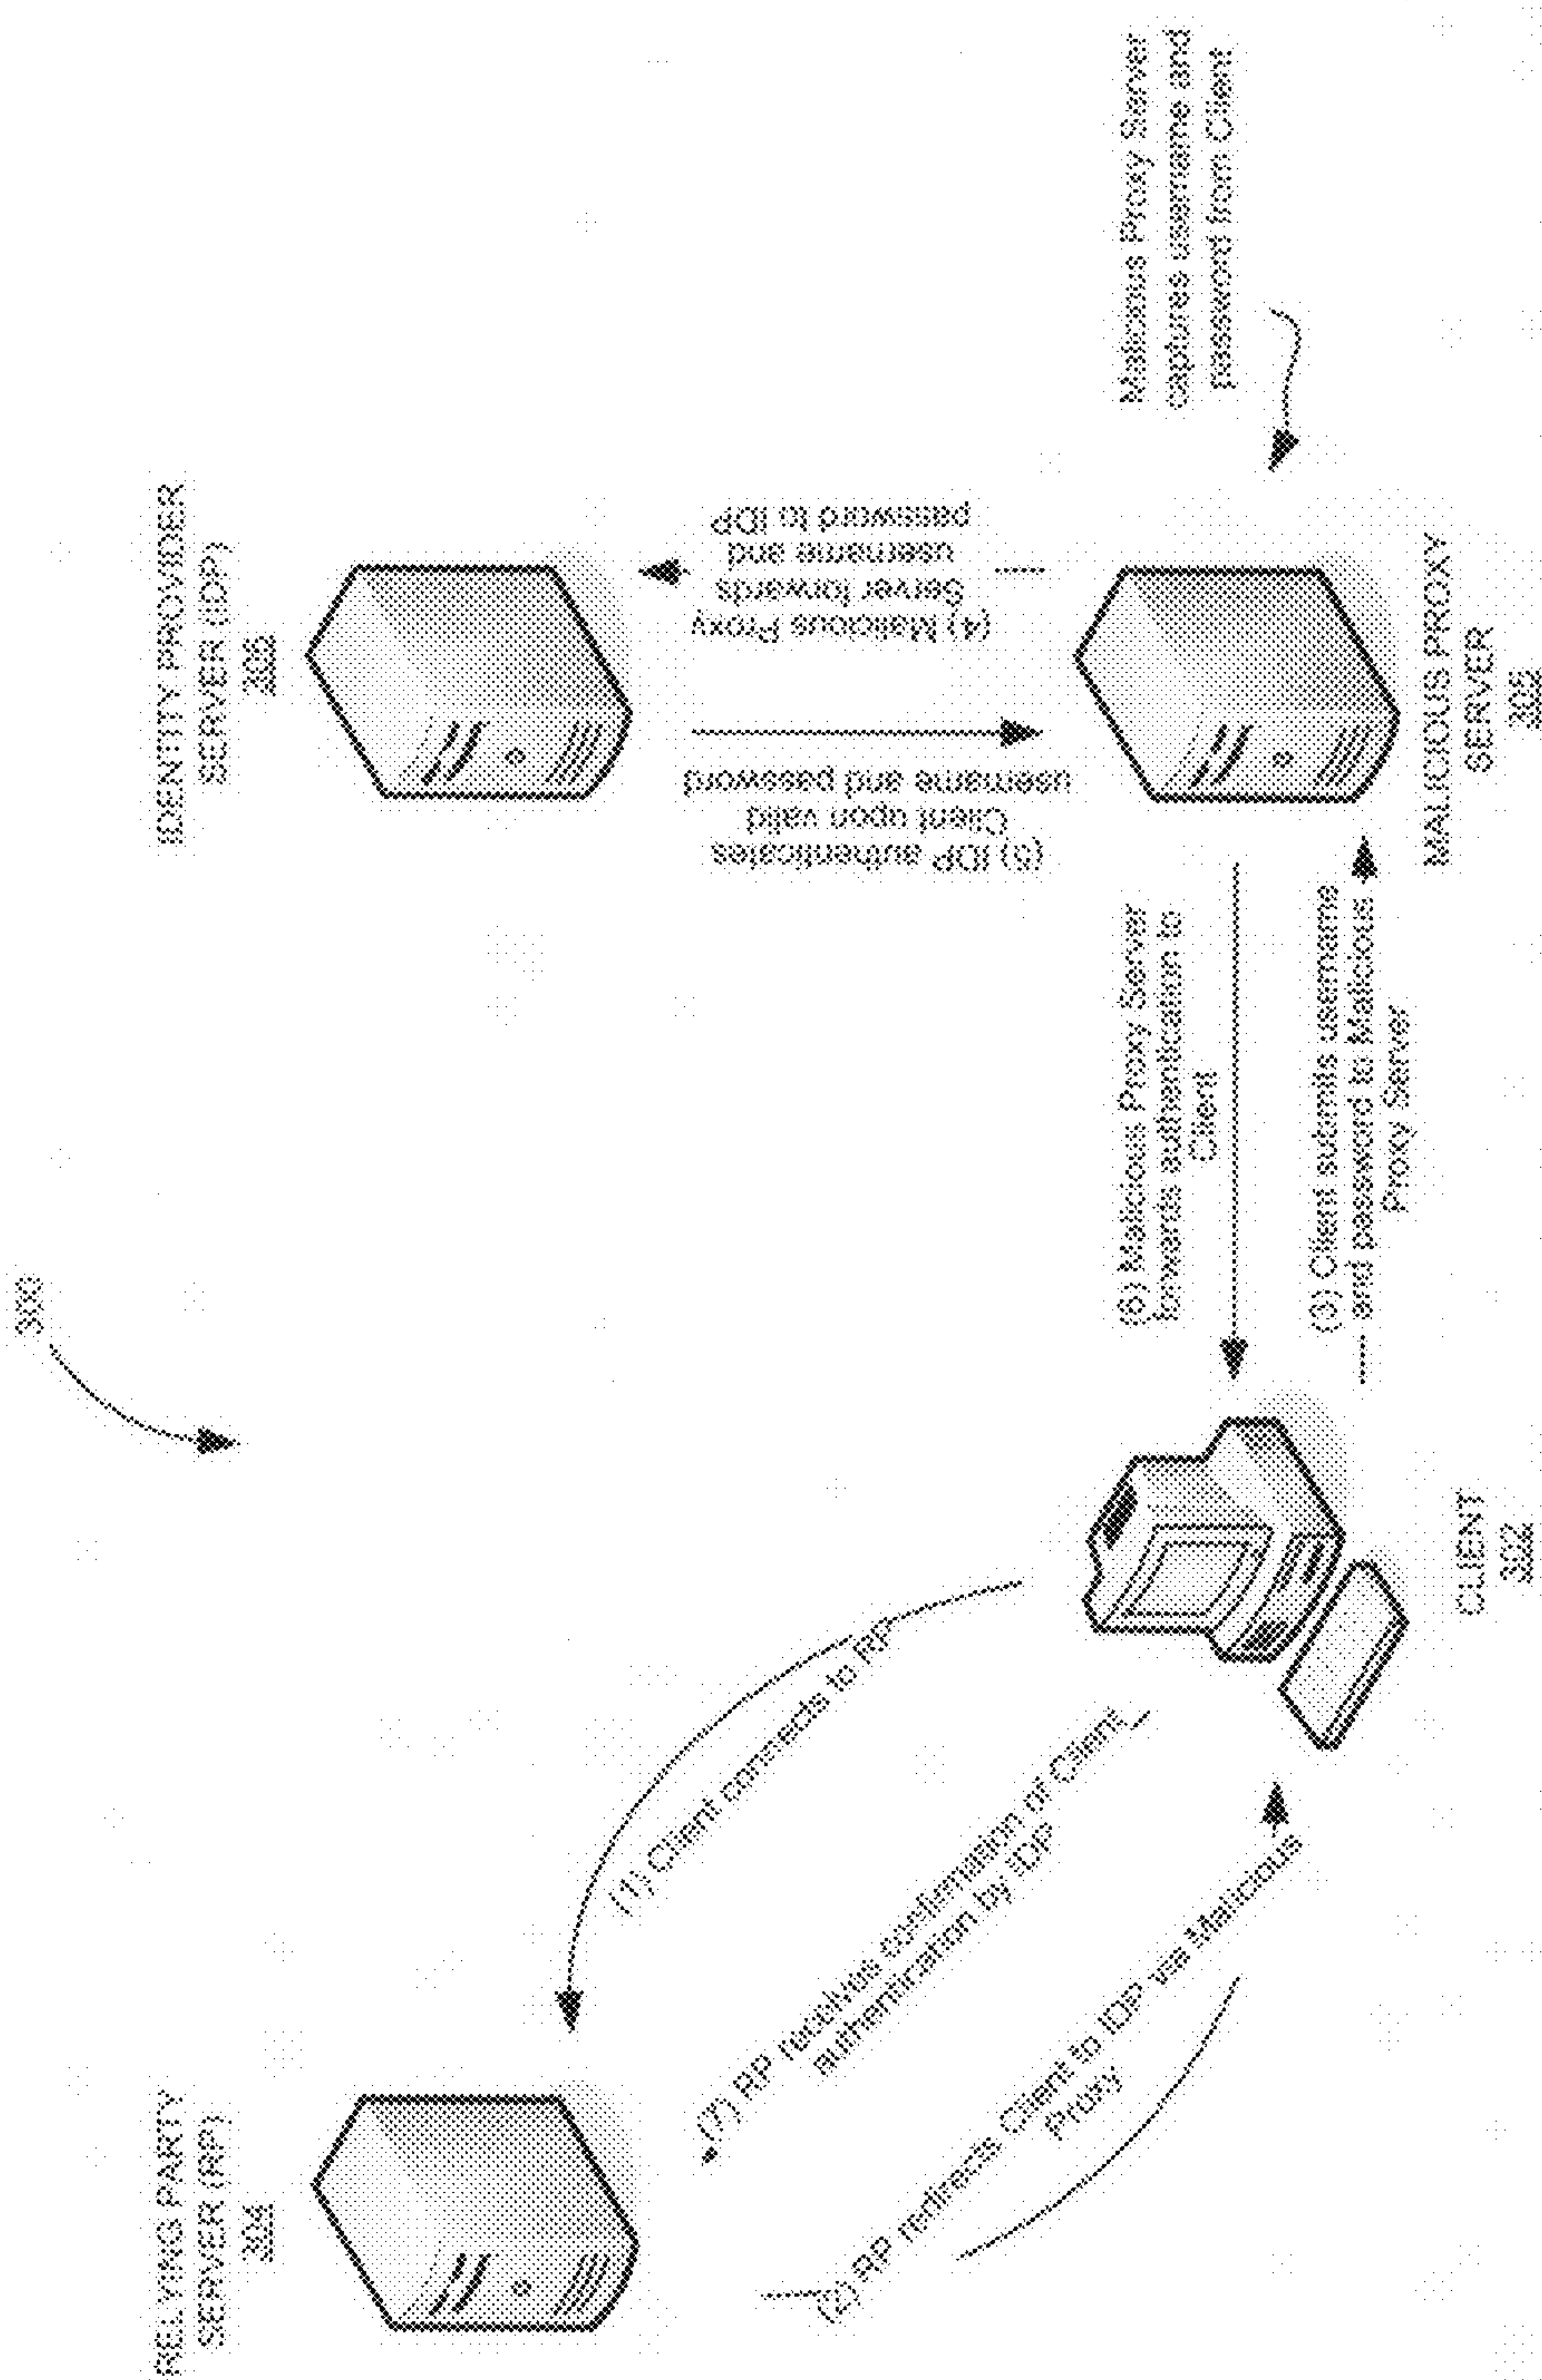 300
RELYING PARTY
SERVER (RP)
304
IDENTITY PROVIDER
SERVER (IDP)
306
(1) Client connects to RP
(7) RP receives confirmation of Client
authentication by IDP
(2) RP redirects Client to IDP via Malicious
Proxy
(5) IDP authenticates
Client upon valid
username and password
(4) Malicious Proxy
Server forwards
username and
password to IDP
(6) Malicious Proxy Server
forwards authentication to
Client
(3) Client submits username
and password to Malicious
Proxy Server
Malicious Proxy Server
captures username and
password from Client
CLIENT
302
MALICIOUS PROXY
SERVER
305